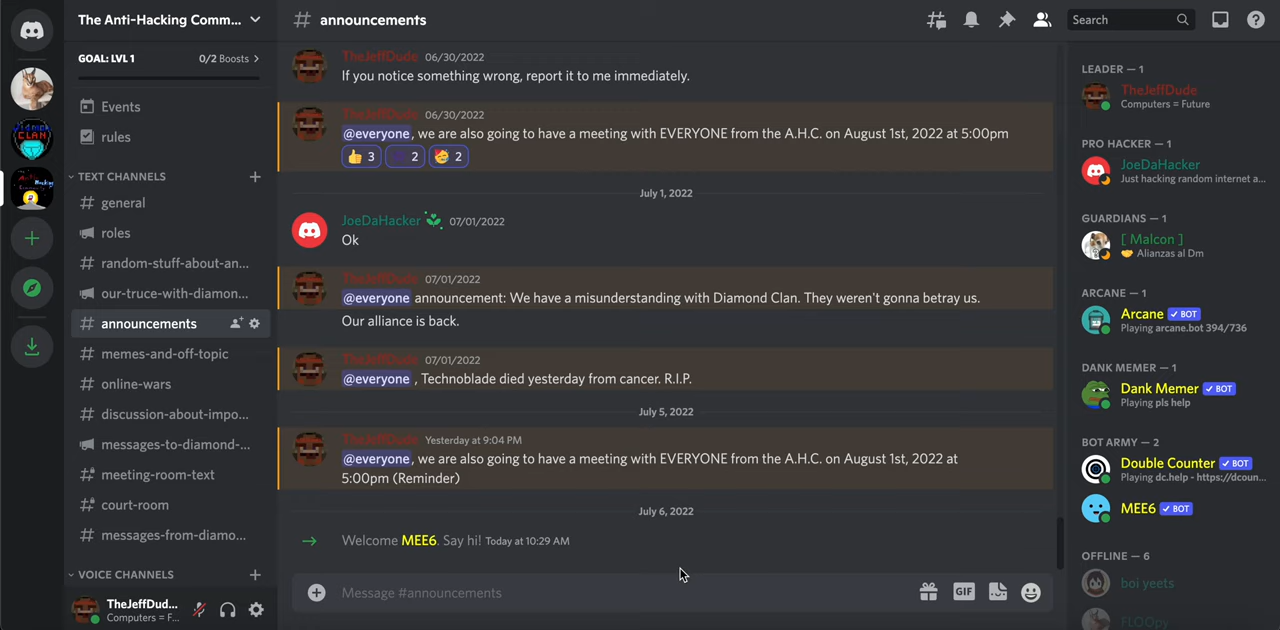 The Anti-Hacking Comm...
GOAL: LVL 1
0/2 Boosts
Events
rules
TEXT CHANNELS
general
roles
random-stuff-about-an...
our-truce-with-diamon...
announcements
memes-and-off-topic
online-wars
discussion-about-impo...
messages-to-diamond-...
meeting-room-text
court-room
messages-from-diamo...
VOICE CHANNELS
TheJeffDud...
Computers = F...
announcements
Search
TheJeffDude 06/30/2022
If you notice something wrong, report it to me immediately.
TheJeffDude 06/30/2022
@everyone, we are also going to have a meeting with EVERYONE from the A.H.C. on August 1st, 2022 at 5:00pm
3 2 2
July 1, 2022
JoeDaHacker 07/01/2022
Ok
TheJeffDude 07/01/2022
@everyone announcement: We have a misunderstanding with Diamond Clan. They weren't gonna betray us.
Our alliance is back.
TheJeffDude 07/01/2022
@everyone , Technoblade died yesterday from cancer. R.I.P.
July 5, 2022
TheJeffDude Yesterday at 9:04 PM
@everyone, we are also going to have a meeting with EVERYONE from the A.H.C. on August 1st, 2022 at
5:00pm (Reminder)
July 6, 2022
Welcome MEE6. Say hi! Today at 10:29 AM
Message #announcements
GIF
LEADER — 1
TheJeffDude
Computers = Future
PRO HACKER — 1
JoeDaHacker
Just hacking random internet a...
GUARDIANS — 1
[ Malcon ]
Alianzas al Dm
ARCANE — 1
Arcane BOT
Playing arcane.bot 394/736
DANK MEMER — 1
Dank Memer BOT
Playing pls help
BOT ARMY — 2
Double Counter BOT
Playing dc.help - https://dcoun...
MEE6 BOT
OFFLINE — 6
boi yeets
FLOOpy